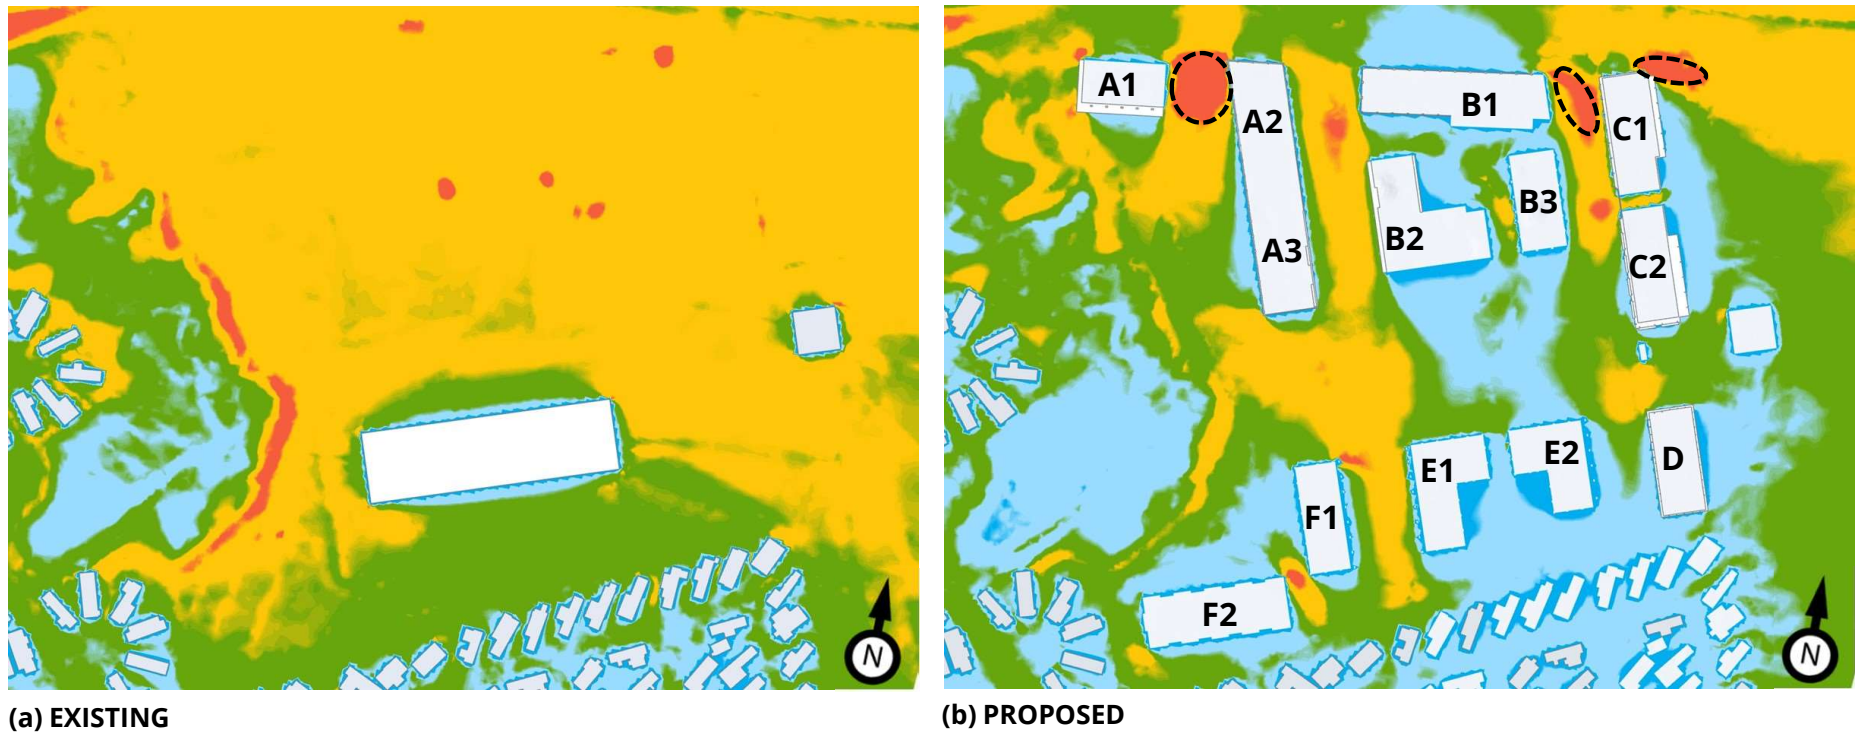 A1
A2
A3
B1
B2
B3
C1
C2
D
E1
E2
F1
F2
N
N
(a) EXISTING
(b) PROPOSED